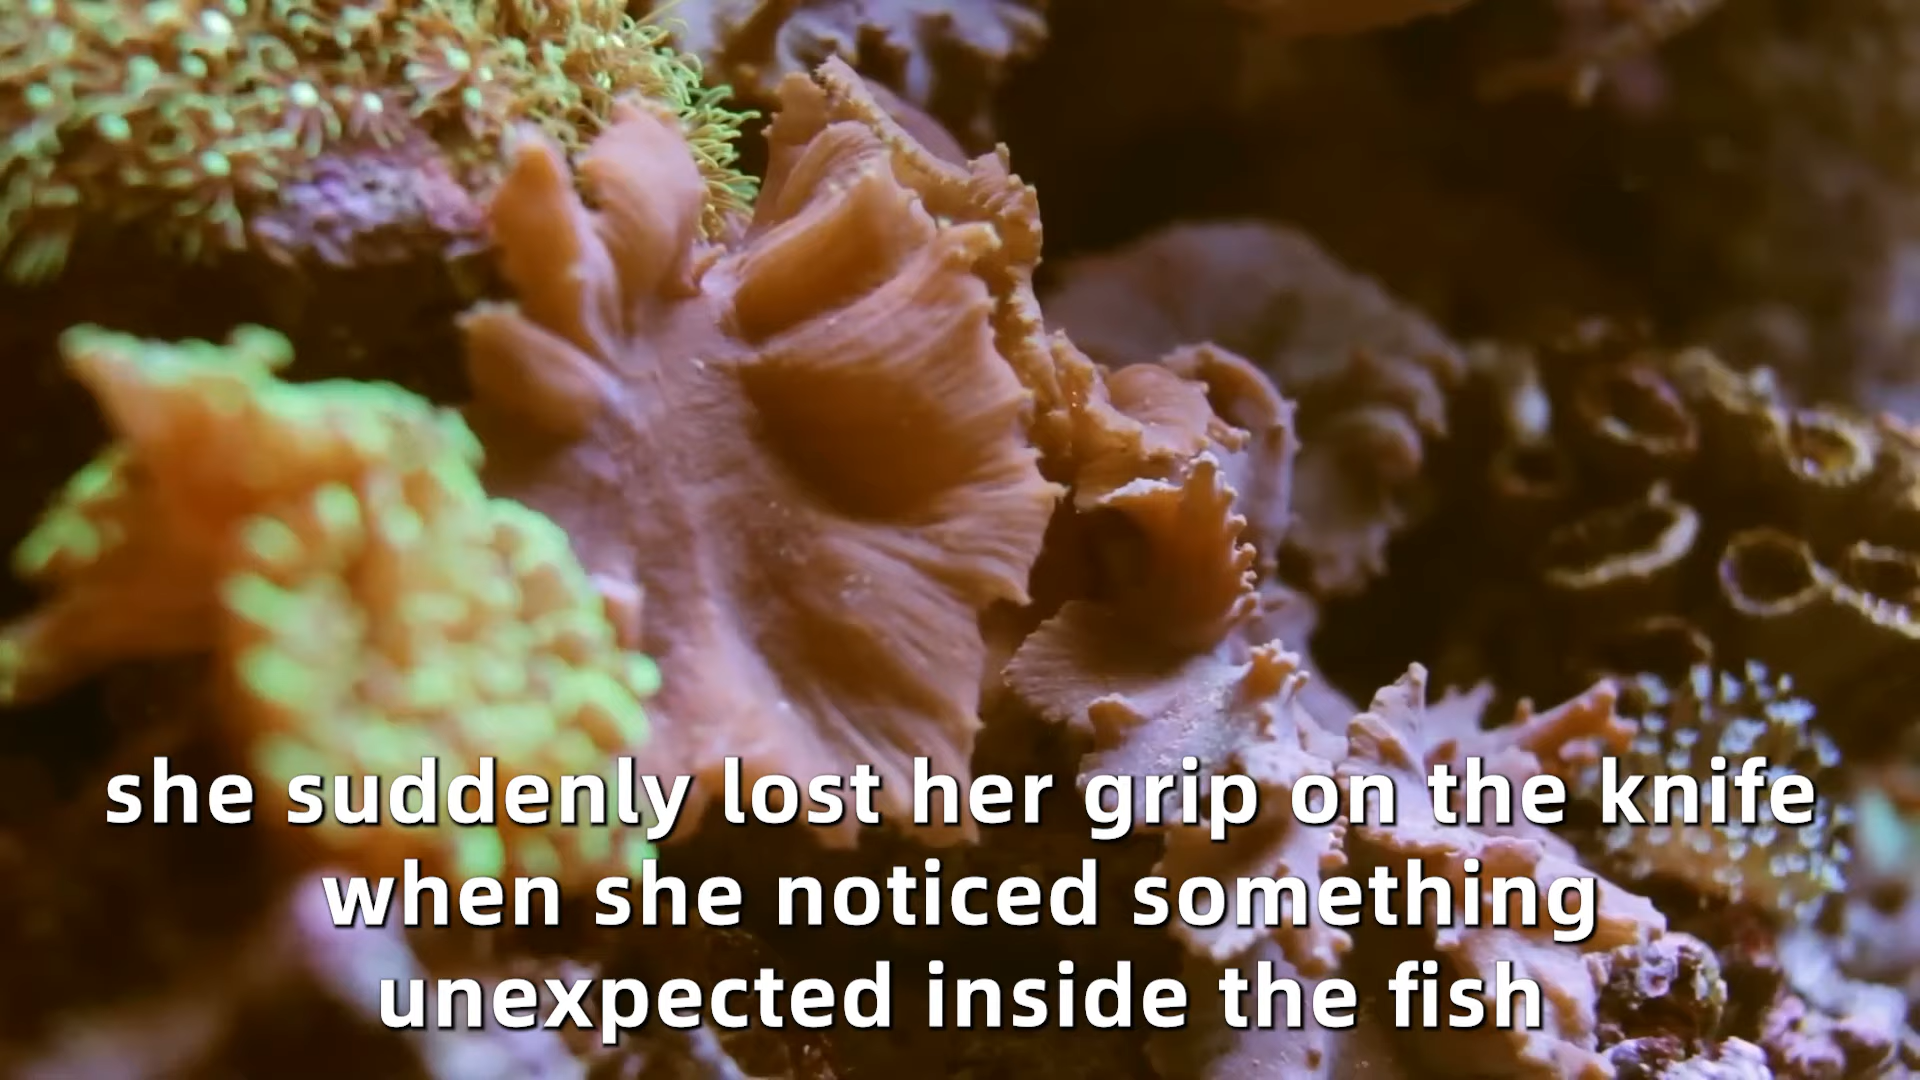 she suddenly lost her grip on the knife
when she noticed something
unexpected inside the fish